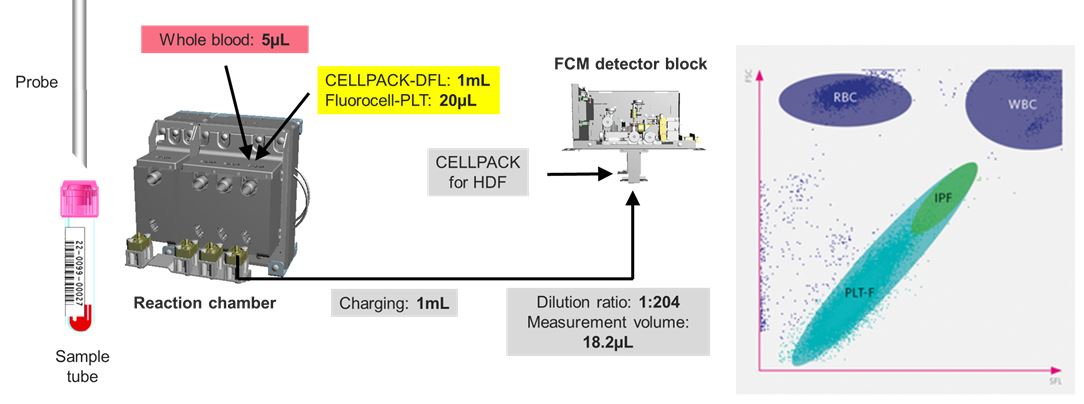 Whole blood: 5µL
Probe
CELLPACK-DFL: 1mL
Fluorocell-PLT: 20µL
FCM detector block
CELLPACK
for HDF
22-0099-00027
Reaction chamber
Charging: 1mL
Dilution ratio: 1:204
Measurement volume:
18.2µL
Sample
tube
FSC
RBC
WBC
IPF
PLT-F
SFL